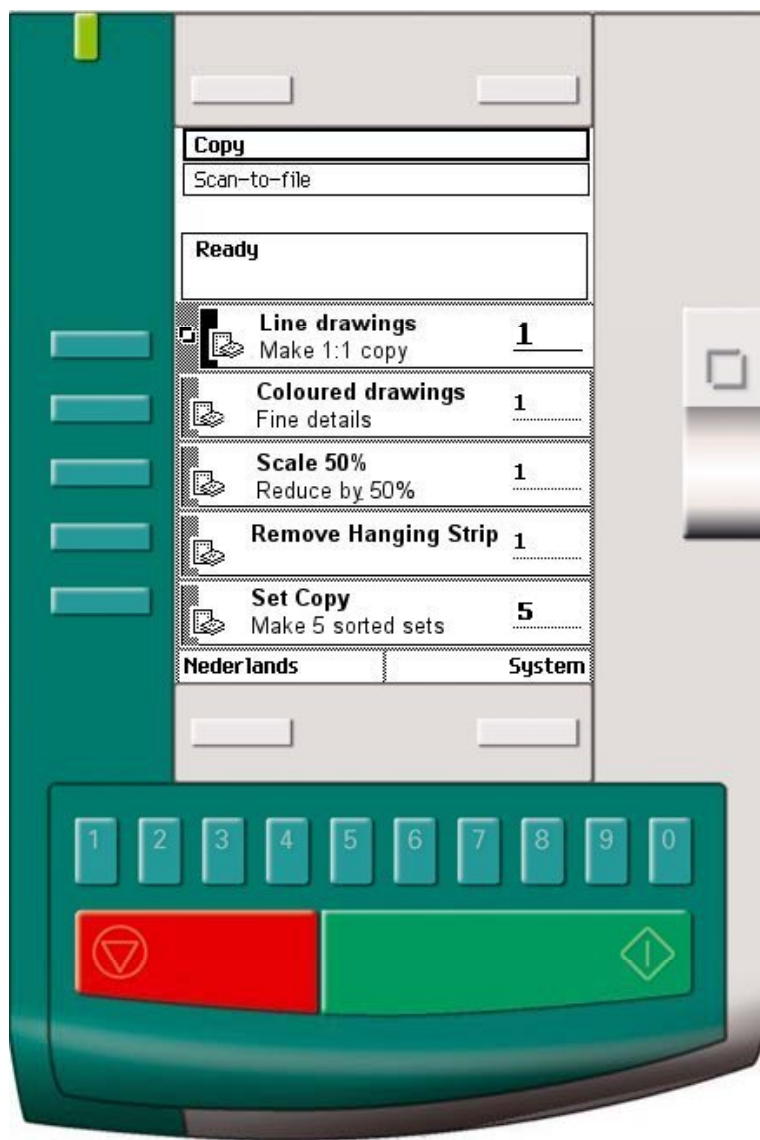 Copy
Scan-to-file
Ready
Line drawings 1
Make 1:1 copy
Coloured drawings 1
Fine details
Scale 50% 1
Reduce by 50%
Remove Hanging Strip 1
Set Copy 5
Make 5 sorted sets
Nederlands System
1 2 3 4 5 6 7 8 9 0